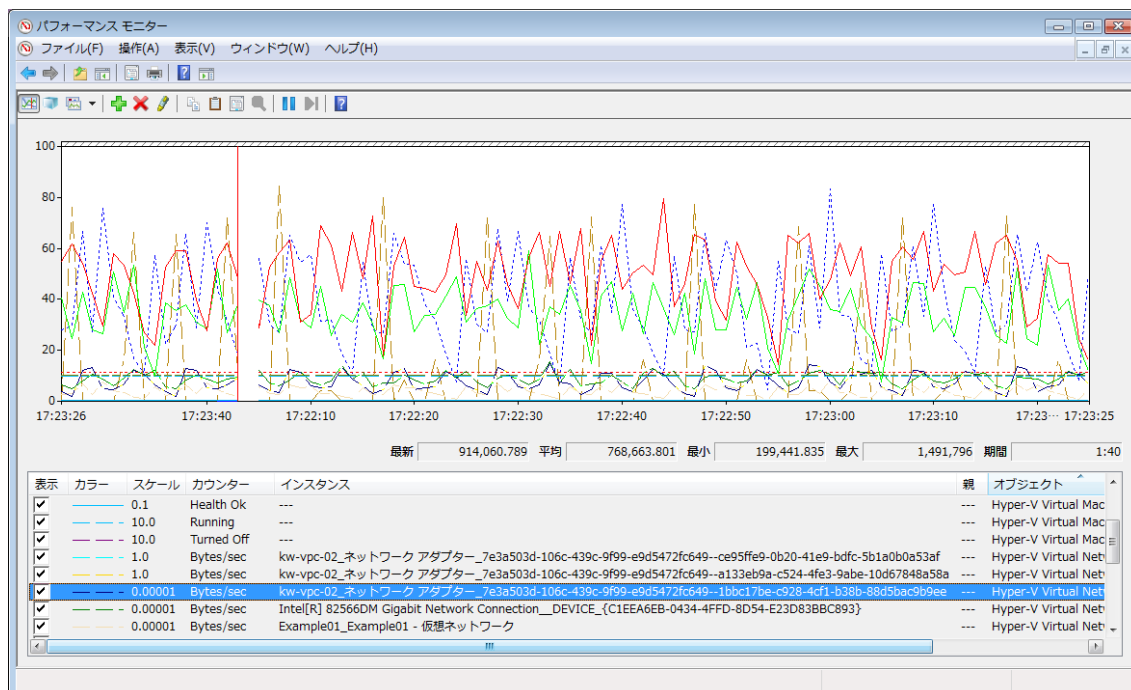 パフォーマンス モニター
ファイル(F) 操作(A) 表示(V) ウィンドウ(W) ヘルプ(H)
100
80
60
40
20
0
17:23:26 17:23:40 17:22:10 17:22:20 17:22:30 17:22:40 17:22:50 17:23:00 17:23:10 17:23… 17:23:25
最新 914,060.789 平均 768,663.801 最小 199,441.835 最大 1,491,796 期間 1:40
表示 カラー スケール カウンター インスタンス 親 オブジェクト
0.1 Health Ok --- --- Hyper-V Virtual Mac
10.0 Running --- --- Hyper-V Virtual Mac
10.0 Turned Off --- --- Hyper-V Virtual Mac
1.0 Bytes/sec kw-vpc-02_ネットワーク アダプター_7e3a503d-106c-439c-9f99-e9d5472fc649--ce95ffe9-0b20-41e9-bdfc-5b1a0b0a53af --- Hyper-V Virtual Net
1.0 Bytes/sec kw-vpc-02_ネットワーク アダプター_7e3a503d-106c-439c-9f99-e9d5472fc649--a133eb9a-c524-4fe3-9abe-10d67848a58a --- Hyper-V Virtual Net
0.00001 Bytes/sec kw-vpc-02_ネットワーク アダプター_7e3a503d-106c-439c-9f99-e9d5472fc649--1bbc17be-c928-4cf1-b38b-88d5bac9b9ee --- Hyper-V Virtual Net
0.00001 Bytes/sec Intel[R] 82566DM Gigabit Network Connection__DEVICE_{C1EEA6EB-0434-4FFD-8D54-E23D83BBC893} --- Hyper-V Virtual Net
0.00001 Bytes/sec Example01_Example01 - 仮想ネットワーク --- Hyper-V Virtual Net